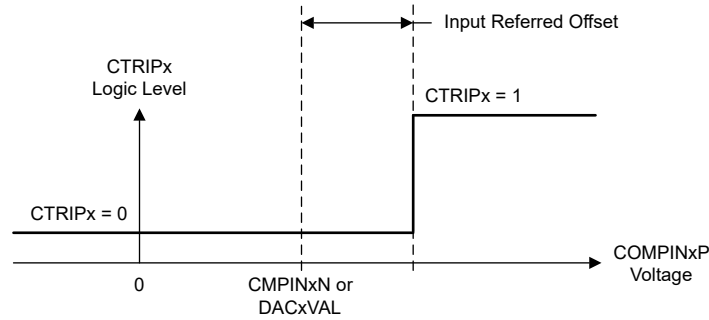 Input Referred Offset
CTRIPx
Logic Level
CTRIPx = 1
CTRIPx = 0
COMPINxP
Voltage
0
CMPINxN or
DACxVAL